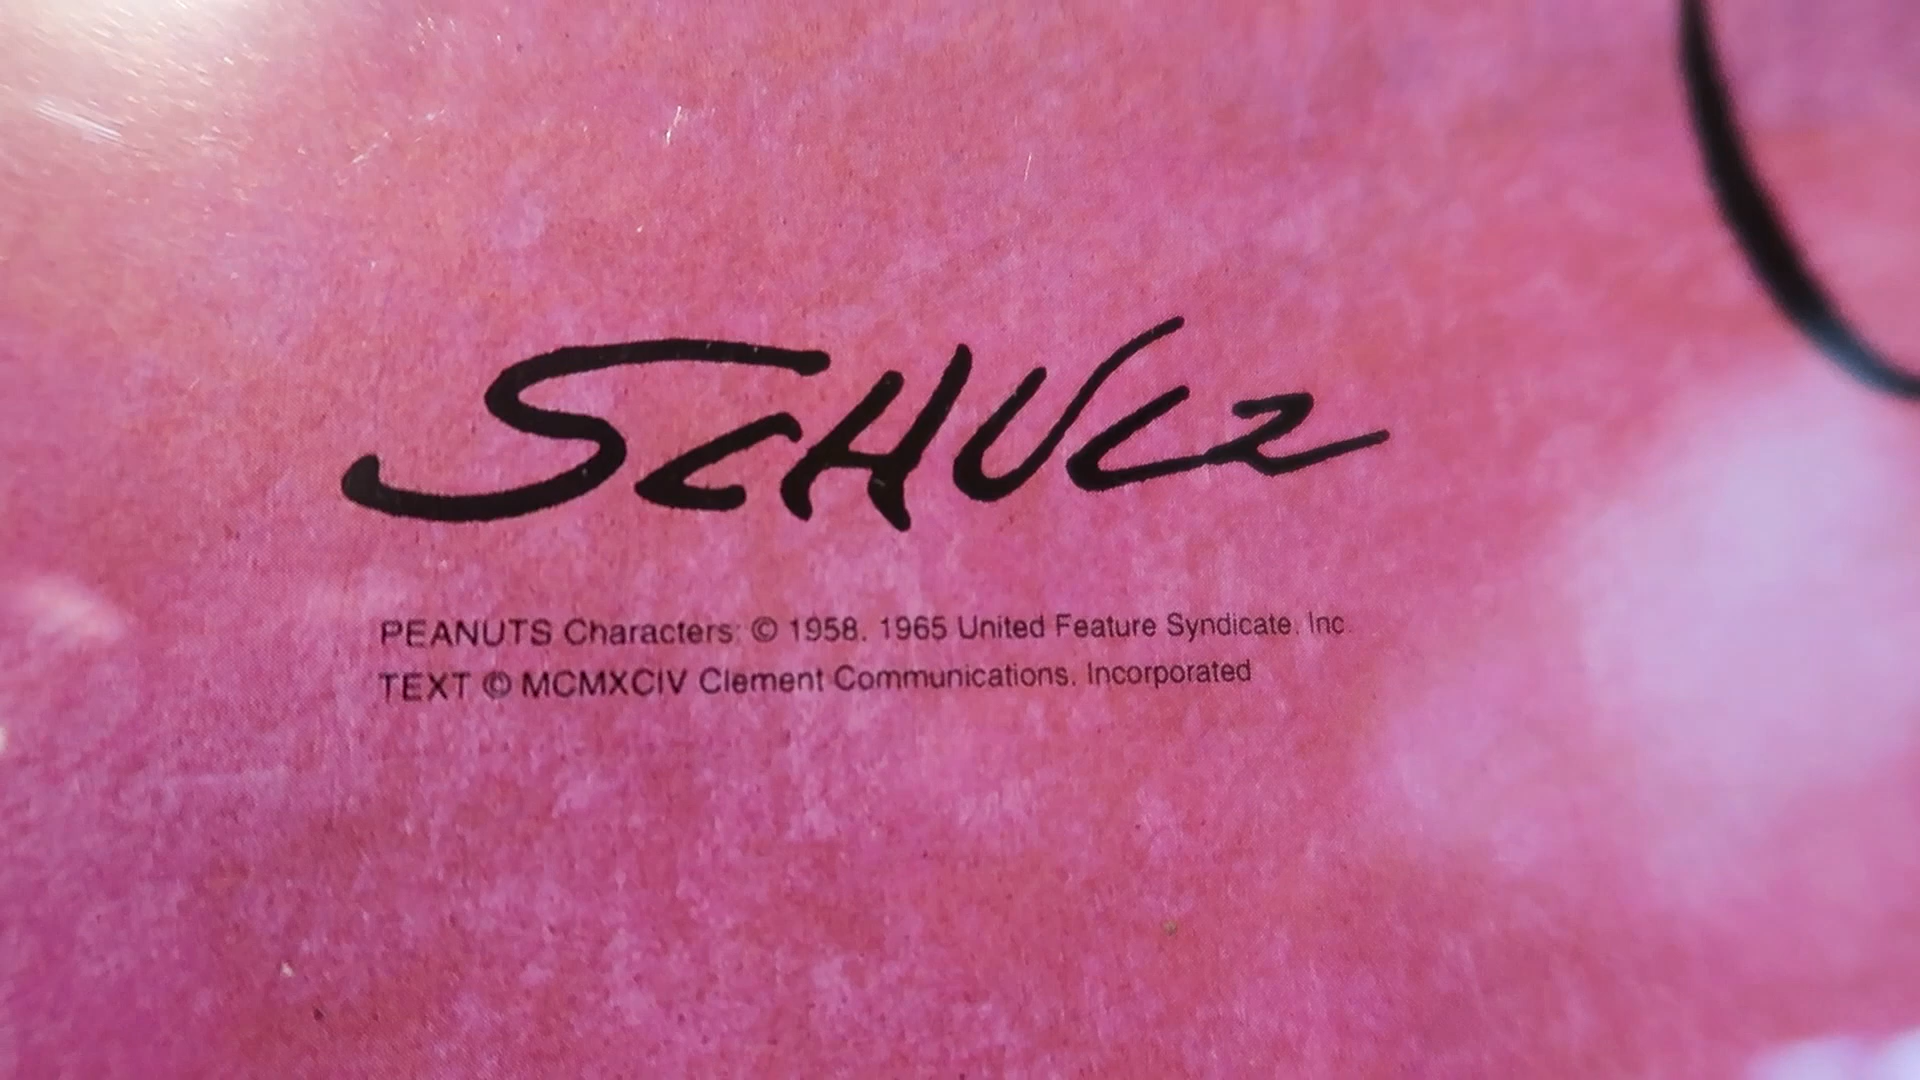 SCHULZ
PEANUTS Characters: © 1958, 1965 United Feature Syndicate, Inc.
TEXT © MCMXCIV Clement Communications, Incorporated